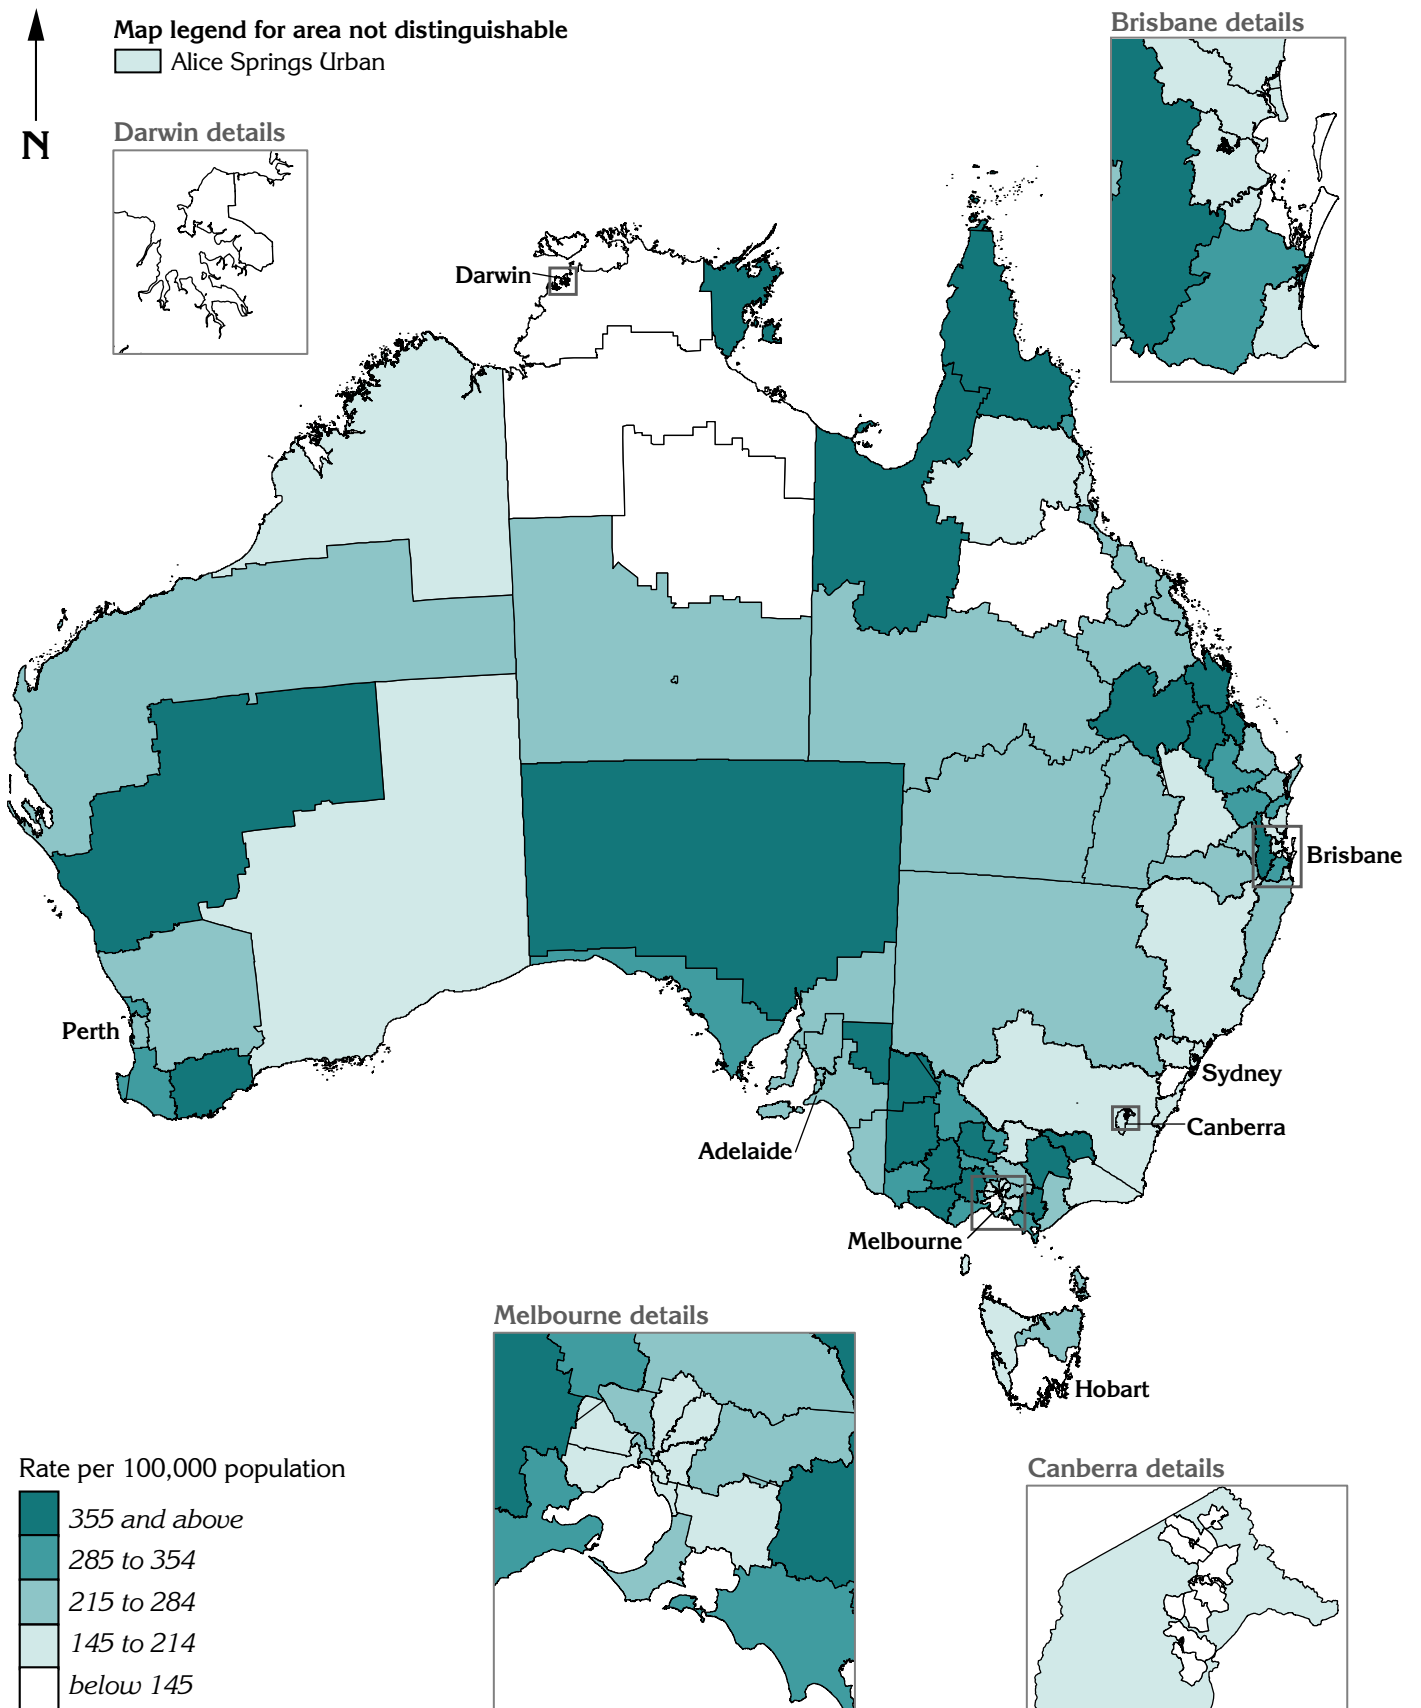 Map legend for area not distinguishable
Alice Springs Urban
Brisbane details
N
Darwin details
Darwin
Brisbane
Perth
Sydney
Canberra
Adelaide
Melbourne
Melbourne details
Hobart
Rate per 100,000 population
355 and above
285 to 354
215 to 284
145 to 214
below 145
Canberra details